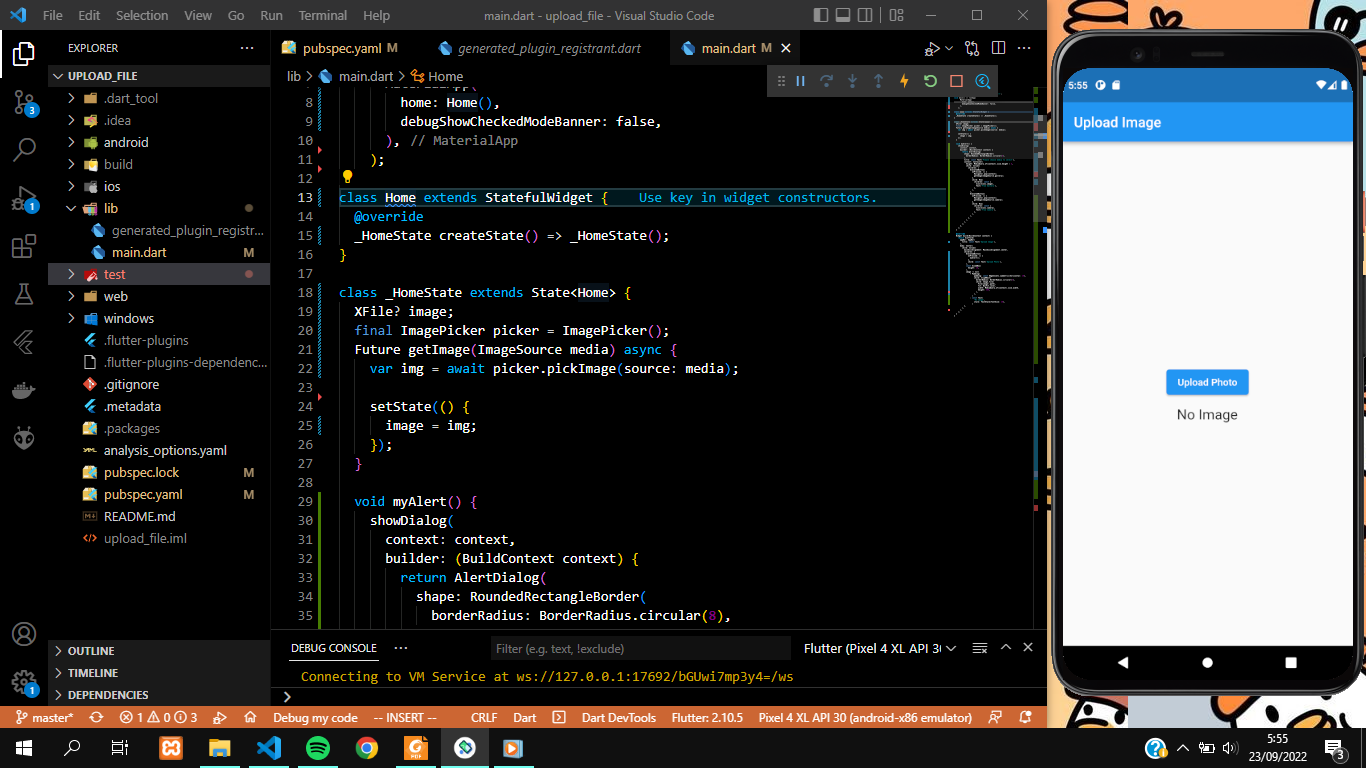 File Edit Selection View Go Run Terminal Help main.dart - upload_file - Visual Studio Code
EXPLORER
UPLOAD_FILE
.dart_tool
.idea
android
build
ios
lib
generated_plugin_registr...
main.dart M
test
web
windows
.flutter-plugins
.flutter-plugins-dependenc...
.gitignore
.metadata
.packages
analysis_options.yaml
pubspec.lock M
pubspec.yaml M
README.md
upload_file.iml
OUTLINE
TIMELINE
DEPENDENCIES
3
1
1
pubspec.yaml M generated_plugin_registrant.dart main.dart M
lib > main.dart > Home
8 home: Home(),
9 debugShowCheckedModeBanner: false,
10 ), // MaterialApp
11 );
12
13 class Home extends StatefulWidget { Use key in widget constructors.
14 @override
15 _HomeState createState() => _HomeState();
16 }
17
18 class _HomeState extends State<Home> {
19 XFile? image;
20 final ImagePicker picker = ImagePicker();
21 Future getImage(ImageSource media) async {
22 var img = await picker.pickImage(source: media);
23
24 setState(() {
25 image = img;
26 });
27 }
28
29 void myAlert() {
30 showDialog(
31 context: context,
32 builder: (BuildContext context) {
33 return AlertDialog(
34 shape: RoundedRectangleBorder(
35 borderRadius: BorderRadius.circular(8),
DEBUG CONSOLE Filter (e.g. text, !exclude) Flutter (Pixel 4 XL API 3
Connecting to VM Service at ws://127.0.0.1:17692/bGUwi7mp3y4=/ws
master* 1 0 3 Debug my code -- INSERT -- CRLF Dart Dart DevTools Flutter: 2.10.5 Pixel 4 XL API 30 (android-x86 emulator)
5:55
Upload Image
Upload Photo
No Image
5:55
23/09/2022
3